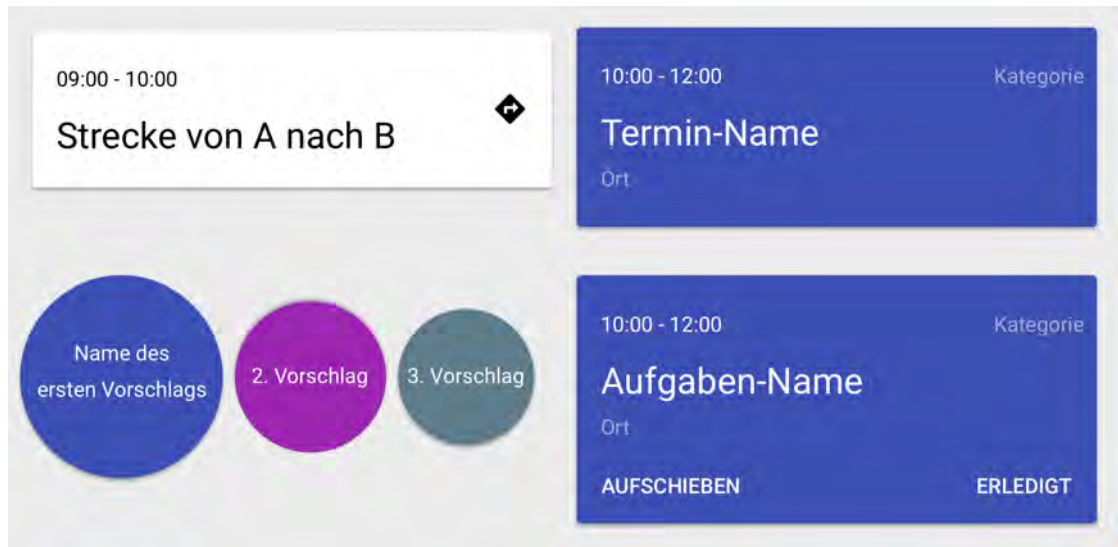 09:00 - 10:00
Strecke von A nach B
10:00 - 12:00
Kategorie
Termin-Name
Ort
Name des
ersten Vorschlags
2. Vorschlag
3. Vorschlag
10:00 - 12:00
Kategorie
Aufgaben-Name
Ort
AUFSCHIEBEN
ERLEDIGT